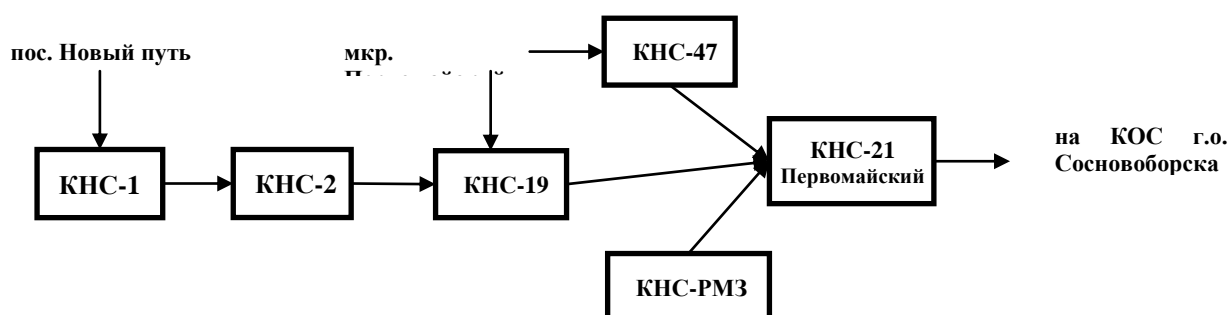 пос. Новый путь
мкр.
КНС-47
КНС-21
Первомайский
на КОС г.о.
Сосновоборска
КНС-1
КНС-2
КНС-19
КНС-РМЗ